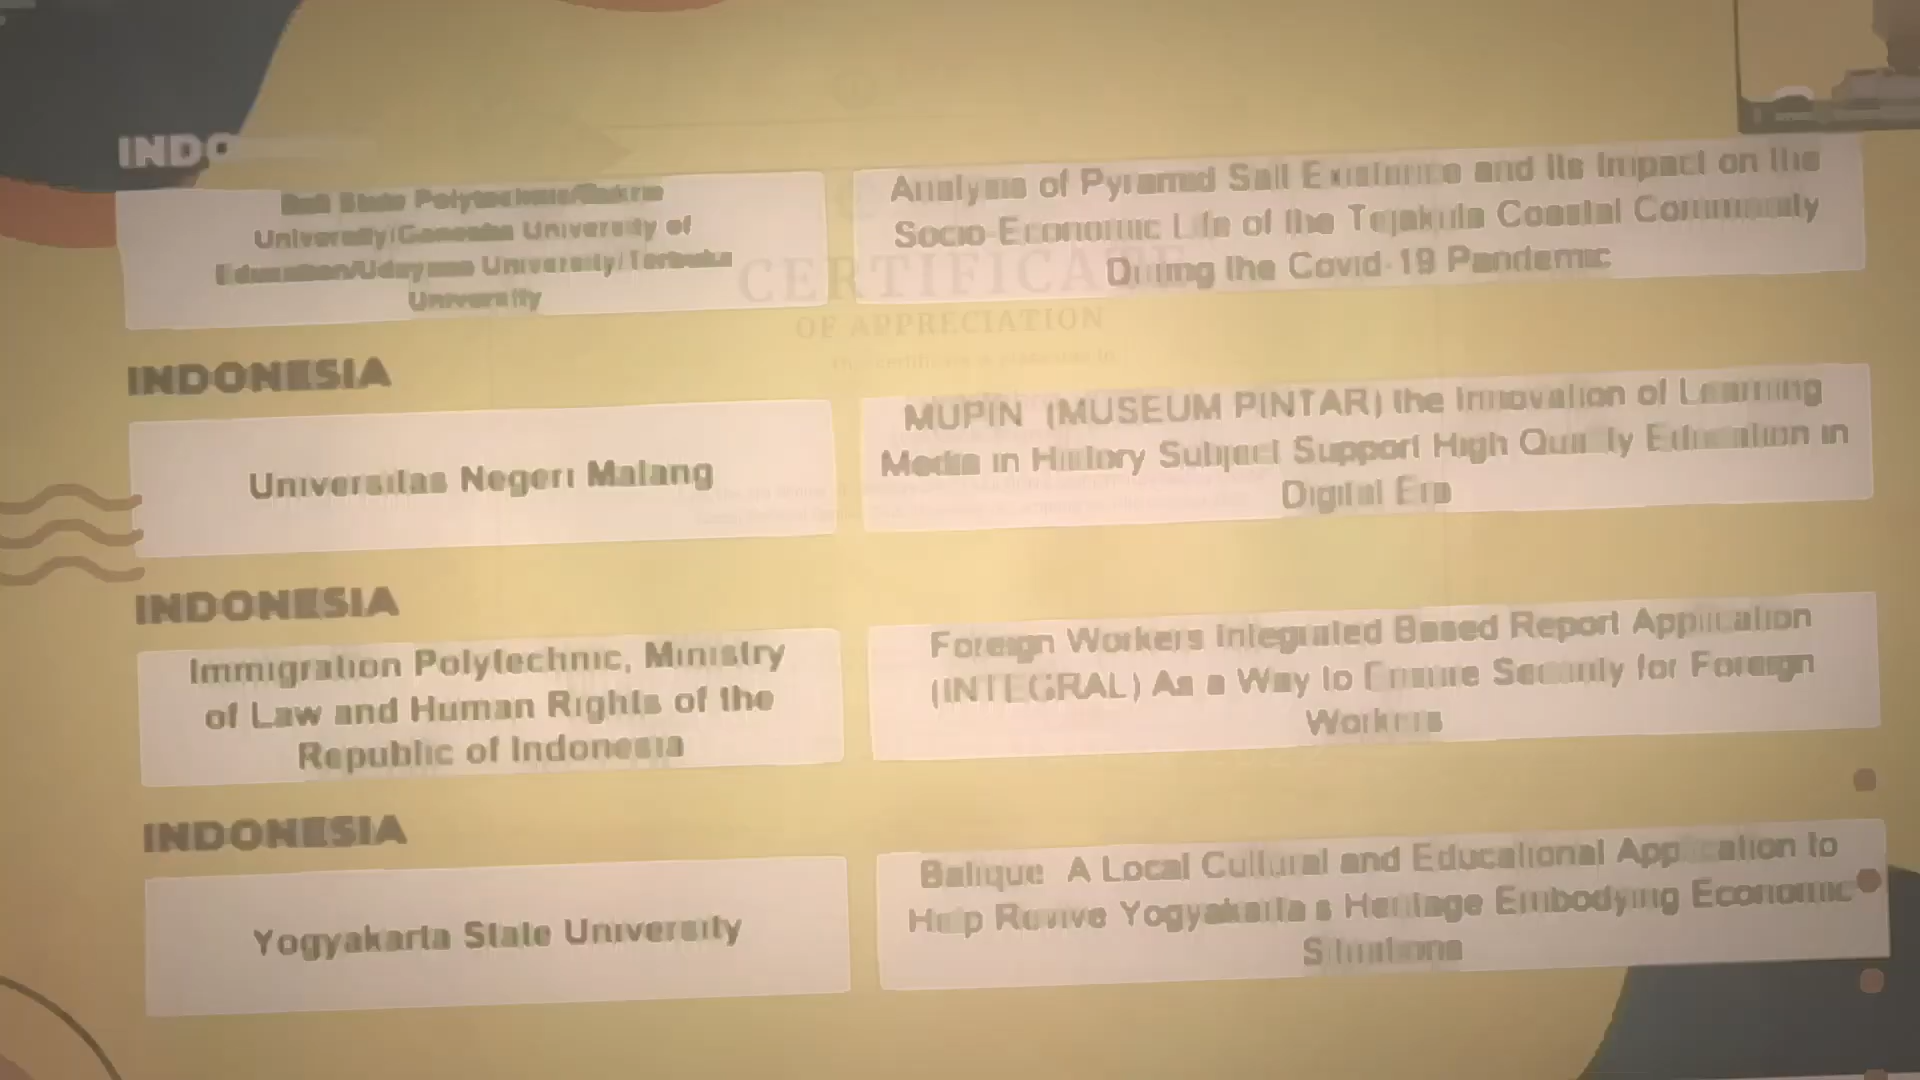 INDO
Bali State Polytechnic/
University/Ganesha University of
Education/Udayana University/Terbuka
University
Analysis of Pyramid Salt Existence and Its Impact on the
Socio-Economic Life of the Tejakula Coastal Community
During the Covid-19 Pandemic
CERTIFICATE
OF APPRECIATION
INDONESIA
Universitas Negeri Malang
MUPIN (MUSEUM PINTAR) the Innovation of Learning
Media in History Subject Support High Quality Education in
Digital Era
INDONESIA
Immigration Polytechnic, Ministry
of Law and Human Rights of the
Republic of Indonesia
Foreign Workers Integrated Based Report Application
(INTEGRAL) As a Way to Ensure Security for Foreign
Workers
INDONESIA
Yogyakarta State University
Batique A Local Cultural and Educational Application to
Help Revive Yogyakarta s Heritage Embodying Economic
Situations